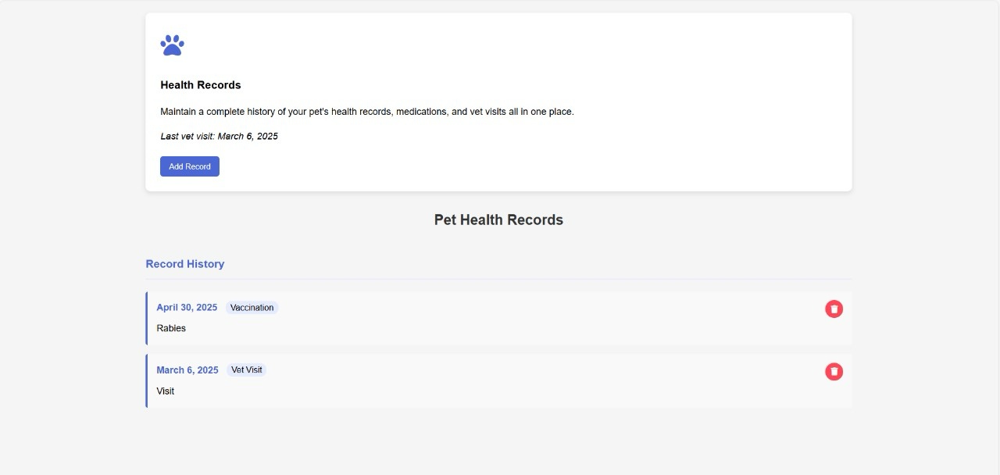 Health Records
Maintain a complete history of your pet's health records, medications, and vet visits all in one place.
Last vet visit: March 6, 2025
Add Record
Pet Health Records
Record History
April 30, 2025 Vaccination
Rabies
March 6, 2025 Vet Visit
Visit